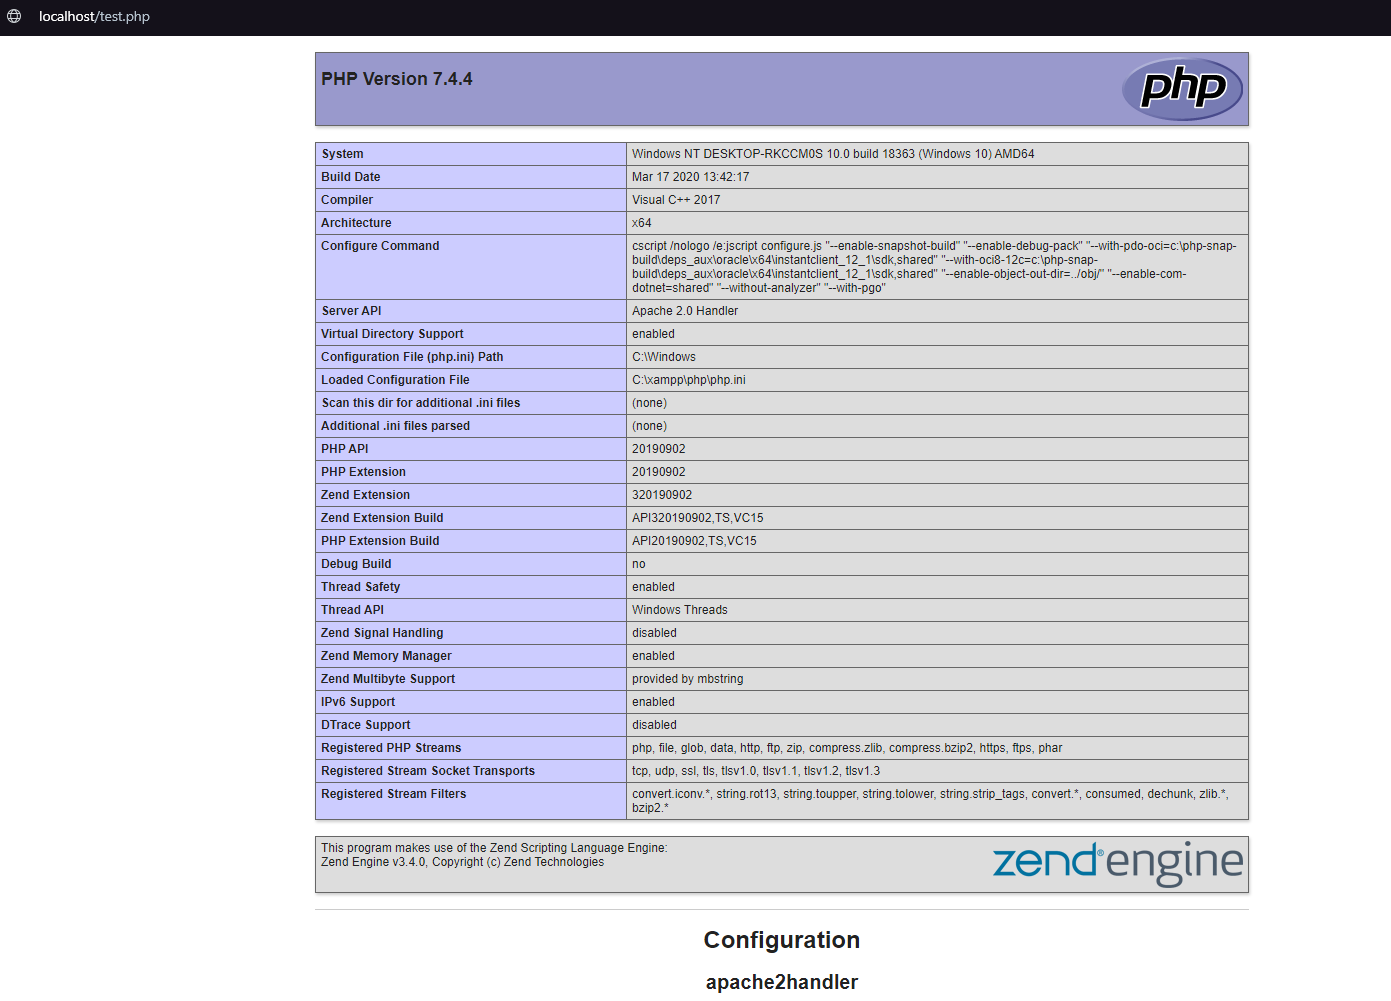 localhost/test.php
PHP Version 7.4.4
php
System Windows NT DESKTOP-RKCCM0S 10.0 build 18363 (Windows 10) AMD64
Build Date Mar 17 2020 13:42:17
Compiler Visual C++ 2017
Architecture x64
Configure Command cscript /nologo /e:jscript configure.js "--enable-snapshot-build" "--enable-debug-pack" "--with-pdo-oci=c:\php-snap-
build\deps_aux\oracle\x64\instantclient_12_1\sdk,shared" "--with-oci8-12c=c:\php-snap-
build\deps_aux\oracle\x64\instantclient_12_1\sdk,shared" "--enable-object-out-dir=../obj/" "--enable-com-
dotnet=shared" "--without-analyzer" "--with-pgo"
Server API Apache 2.0 Handler
Virtual Directory Support enabled
Configuration File (php.ini) Path C:\Windows
Loaded Configuration File C:\xampp\php\php.ini
Scan this dir for additional .ini files (none)
Additional .ini files parsed (none)
PHP API 20190902
PHP Extension 20190902
Zend Extension 320190902
Zend Extension Build API320190902,TS,VC15
PHP Extension Build API20190902,TS,VC15
Debug Build no
Thread Safety enabled
Thread API Windows Threads
Zend Signal Handling disabled
Zend Memory Manager enabled
Zend Multibyte Support provided by mbstring
IPv6 Support enabled
DTrace Support disabled
Registered PHP Streams php, file, glob, data, http, ftp, zip, compress.zlib, compress.bzip2, https, ftps, phar
Registered Stream Socket Transports tcp, udp, ssl, tls, tlsv1.0, tlsv1.1, tlsv1.2, tlsv1.3
Registered Stream Filters convert.iconv.*, string.rot13, string.toupper, string.tolower, string.strip_tags, convert.*, consumed, dechunk, zlib.*,
bzip2.*
This program makes use of the Zend Scripting Language Engine:
Zend Engine v3.4.0, Copyright (c) Zend Technologies
zend® engine
Configuration
apache2handler